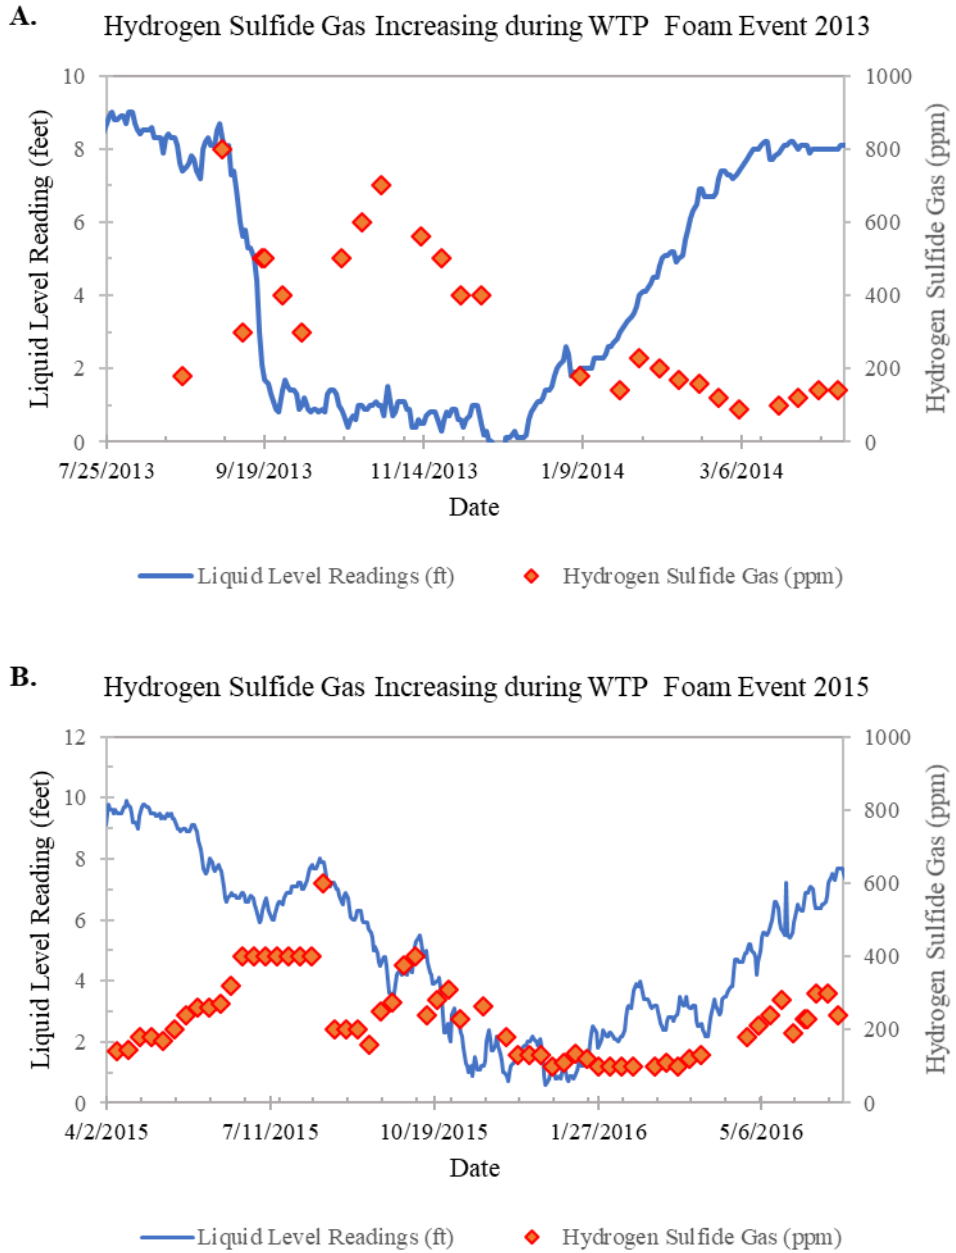 A.
Hydrogen Sulfide Gas Increasing during WTP Foam Event 2013
10 1000
8 800
6 600
4 400
2 200
0 0
Liquid Level Reading (feet)
Hydrogen Sulfide Gas (ppm)
7/25/2013 9/19/2013 11/14/2013 1/9/2014 3/6/2014
Date
Liquid Level Readings (ft) Hydrogen Sulfide Gas (ppm)
B.
Hydrogen Sulfide Gas Increasing during WTP Foam Event 2015
12 1000
10 800
8 600
6 400
4 200
2 0
0
Liquid Level Reading (feet)
Hydrogen Sulfide Gas (ppm)
4/2/2015 7/11/2015 10/19/2015 1/27/2016 5/6/2016
Date
Liquid Level Readings (ft) Hydrogen Sulfide Gas (ppm)